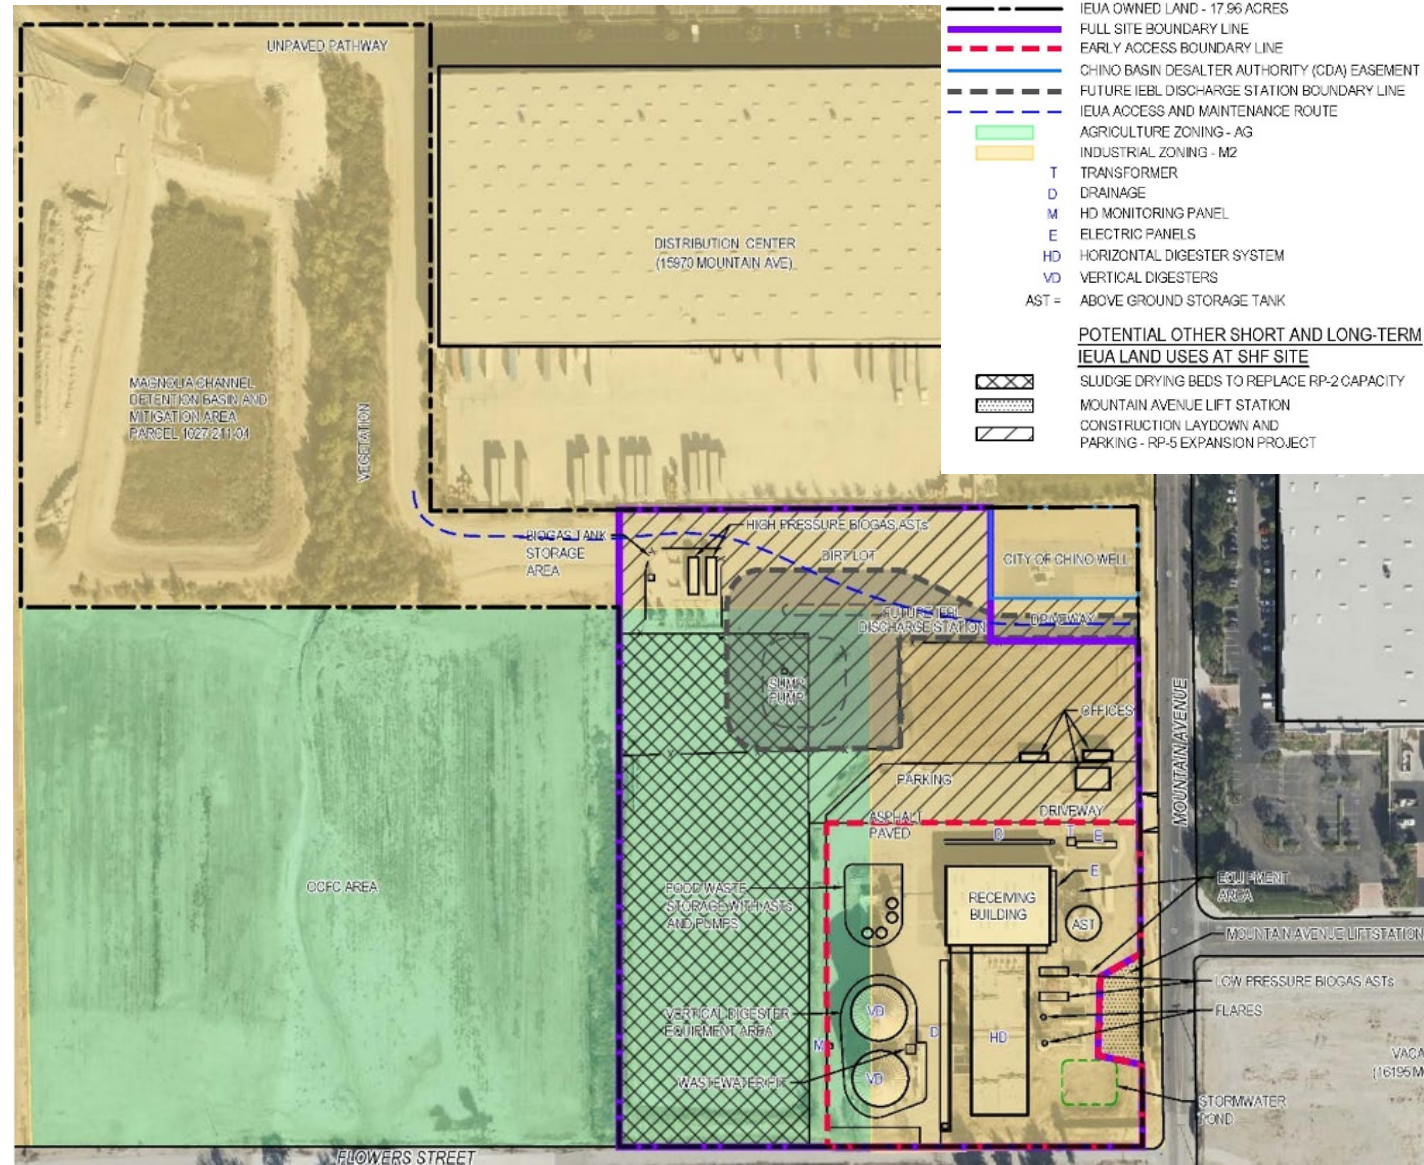 IEUA OWNED LAND - 17.96 ACRES
FULL SITE BOUNDARY LINE
EARLY ACCESS BOUNDARY LINE
CHINO BASIN DESALTER AUTHORITY (CDA) EASEMENT
FUTURE IEBL DISCHARGE STATION BOUNDARY LINE
IEUA ACCESS AND MAINTENANCE ROUTE
AGRICULTURE ZONING - AG
INDUSTRIAL ZONING - M2
T TRANSFORMER
D DRAINAGE
M HD MONITORING PANEL
E ELECTRIC PANELS
HD HORIZONTAL DIGESTER SYSTEM
VD VERTICAL DIGESTERS
AST = ABOVE GROUND STORAGE TANK
POTENTIAL OTHER SHORT AND LONG-TERM
IEUA LAND USES AT SHF SITE
SLUDGE DRYING BEDS TO REPLACE RP-2 CAPACITY
MOUNTAIN AVENUE LIFT STATION
CONSTRUCTION LAYDOWN AND
PARKING - RP-5 EXPANSION PROJECT
UNPAVED PATHWAY
DISTRIBUTION CENTER
(15970 MOUNTAIN AVE)
MAGNOLIA CHANNEL
DETENTION BASIN AND
MITIGATION AREA
PARCEL 1027-211-04
VEGETATION
BIOGAS TANK
STORAGE
AREA
HIGH PRESSURE BIOGAS ASTs
DIRT LOT
CITY OF CHINO WELL
FUTURE IEBL
DISCHARGE STATION
DRIVEWAY
SUMP
PUMP
OFFICES
MOUNTAIN AVENUE
PARKING
DRIVEWAY
ASPHALT
PAVED
D
T
E
E
EQUIPMENT
AREA
OCFC AREA
FOOD WASTE
STORAGE WITH ASTs
AND PUMPS
RECEIVING
BUILDING
AST
MOUNTAIN AVENUE LIFT STATION
LOW PRESSURE BIOGAS ASTs
VERTICAL DIGESTER
EQUIPMENT AREA
VD
FLARES
D
HD
M
VACA
(16195 M
WASTEWATER PIT
VD
STORMWATER
POND
FLOWERS STREET